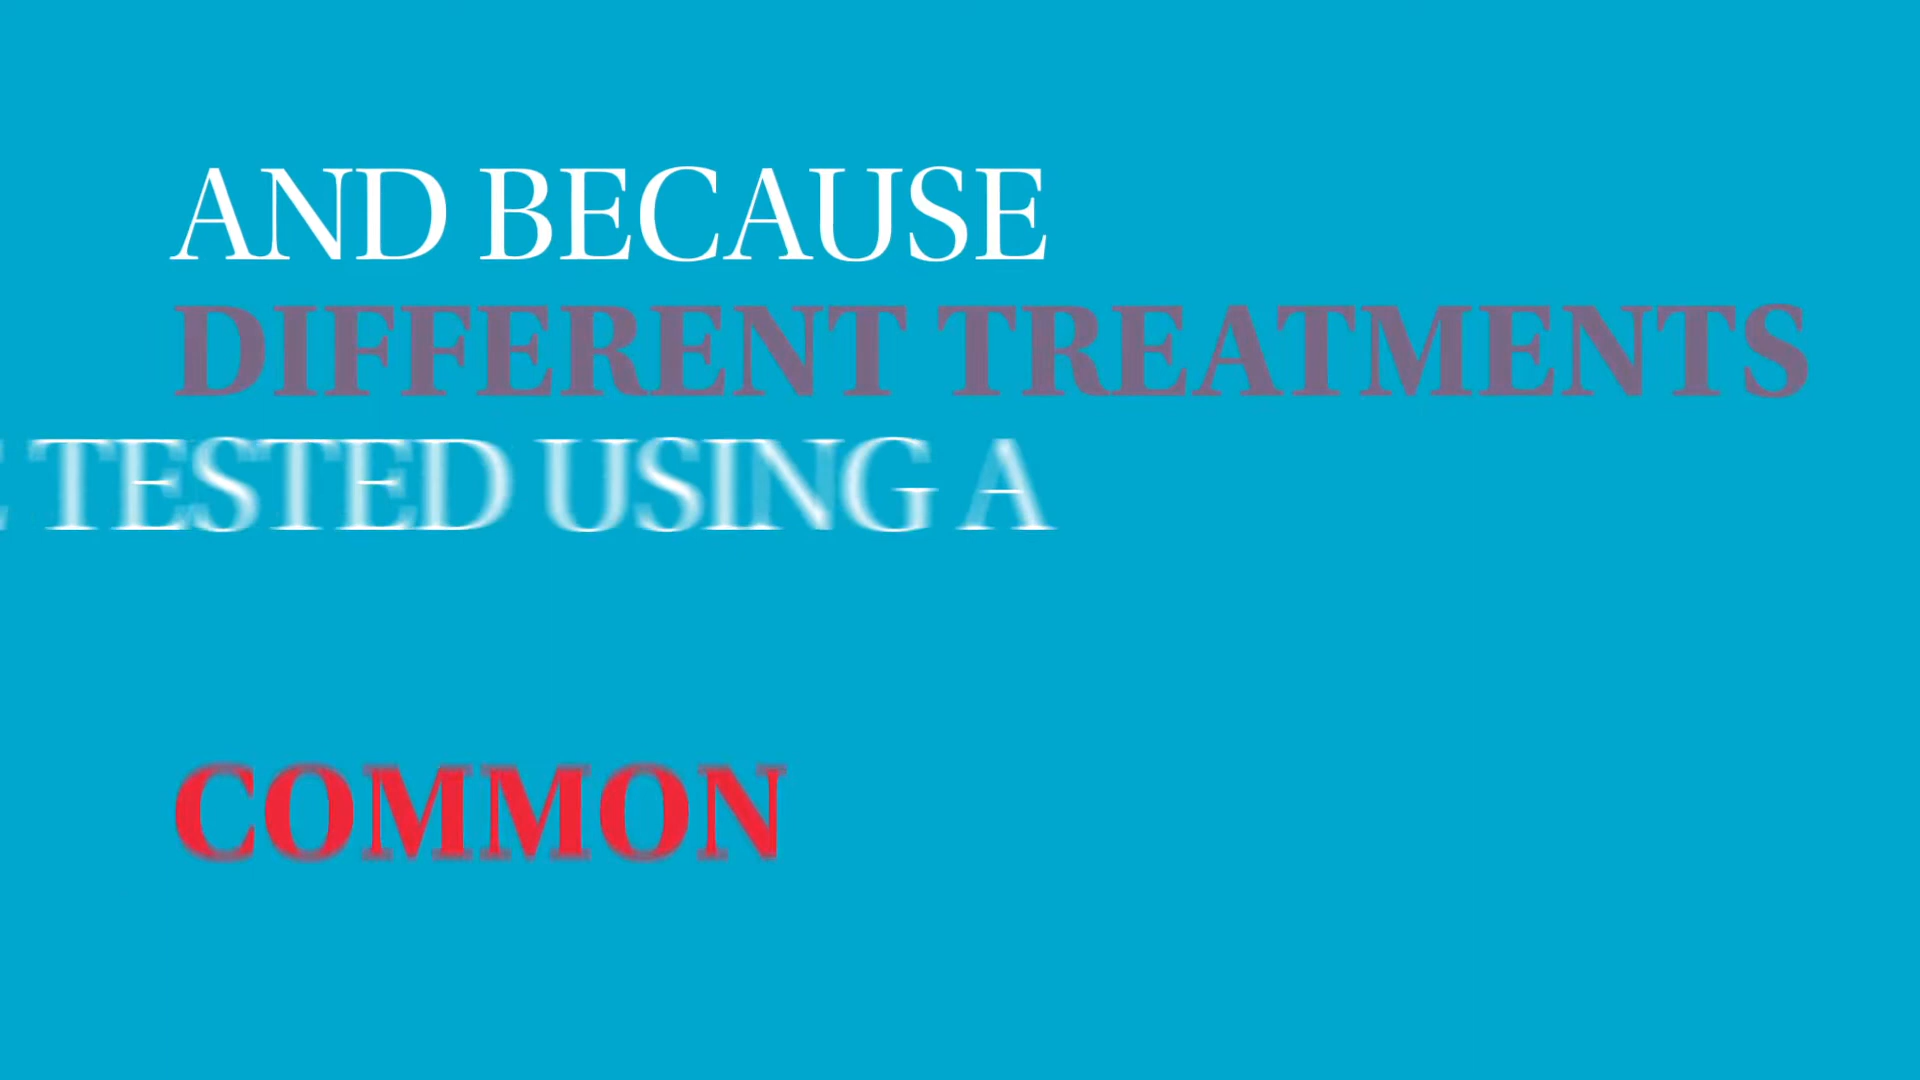 AND BECAUSE
DIFFERENT TREATMENTS
TESTED USING A
COMMON